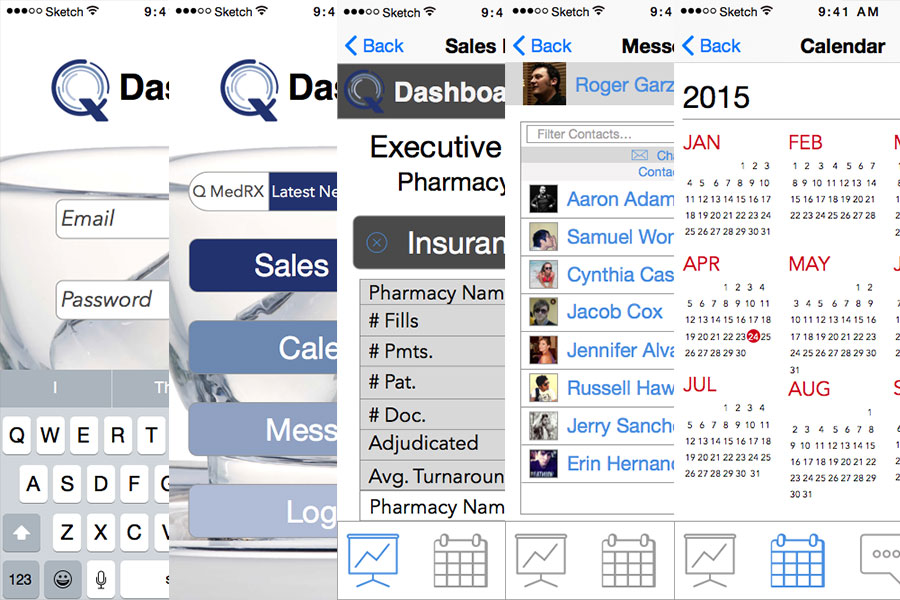 Sketch 9:4
Das
Email
Password
I Th
Q W E R T
A S D F G
Z X C V
123 s
Sketch 9:4
Das
Q MedRX Latest Ne
Sales
Cale
Mess
Log
Sketch 9:4
Back Sales
Dashboa
Executive
Pharmacy
Insuran
Pharmacy Nam
# Fills
# Pmts.
# Pat.
# Doc.
Adjudicated
Avg. Turnaroun
Pharmacy Nam
Sketch 9:4
Back Mess
Roger Garz
Filter Contacts...
Cha
Contac
Aaron Adam
Samuel Wor
Cynthia Cas
Jacob Cox
Jennifer Alva
Russell Haw
Jerry Sanche
Erin Hernand
Sketch 9:41 AM
Back Calendar
2015
JAN
1 2 3
4 5 6 7 8 9 10
11 12 13 14 15 16 17
18 19 20 21 22 23 24
25 26 27 28 29 30 31
FEB
1 2 3 4 5 6 7
8 9 10 11 12 13 14
15 16 17 18 19 20 21
22 23 24 25 26 27 28
APR
1 2 3 4
5 6 7 8 9 10 11
12 13 14 15 16 17 18
19 20 21 22 23 24 25
26 27 28 29 30
MAY
1 2
3 4 5 6 7 8 9
10 11 12 13 14 15 16
17 18 19 20 21 22 23
24 25 26 27 28 29 30
31
JUL
1 2 3 4
5 6 7 8 9 10 11
12 13 14 15 16 17 18
19 20 21 22 23 24 25
26 27 28 29 30 31
AUG
1
2 3 4 5 6 7 8
9 10 11 12 13 14 15
16 17 18 19 20 21 22
23 24 25 26 27 28 29
30 31